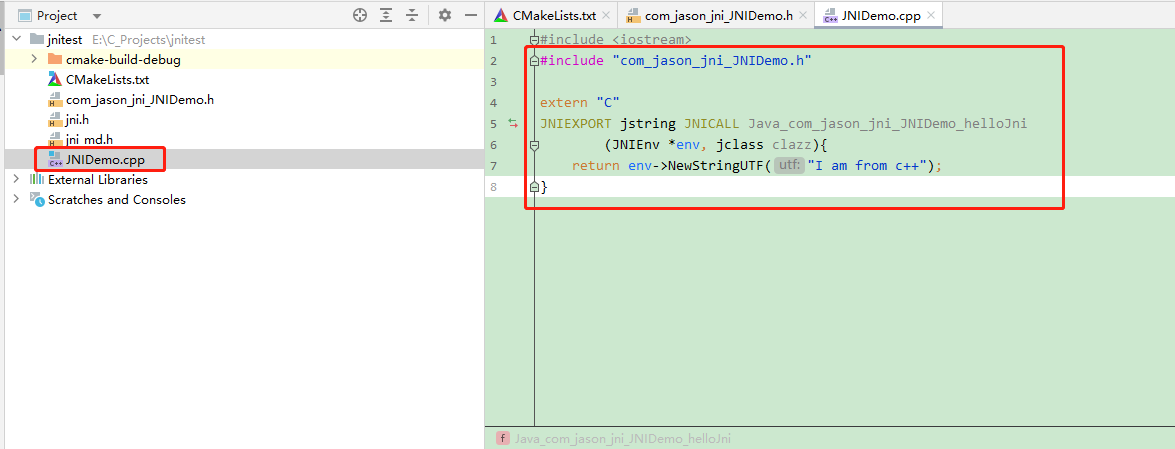 Project
jnitest E:\C_Projects\jnitest
cmake-build-debug
CMakeLists.txt
com_jason_jni_JNIDemo.h
jni.h
jni_md.h
JNIDemo.cpp
External Libraries
Scratches and Consoles
CMakeLists.txt com_jason_jni_JNIDemo.h JNIDemo.cpp
1 #include <iostream>
2 #include "com_jason_jni_JNIDemo.h"
3
4 extern "C"
5 JNIEXPORT jstring JNICALL Java_com_jason_jni_JNIDemo_helloJni
6 (JNIEnv *env, jclass clazz){
7 return env->NewStringUTF( utf: "I am from c++");
8 }
f Java_com_jason_jni_JNIDemo_helloJni